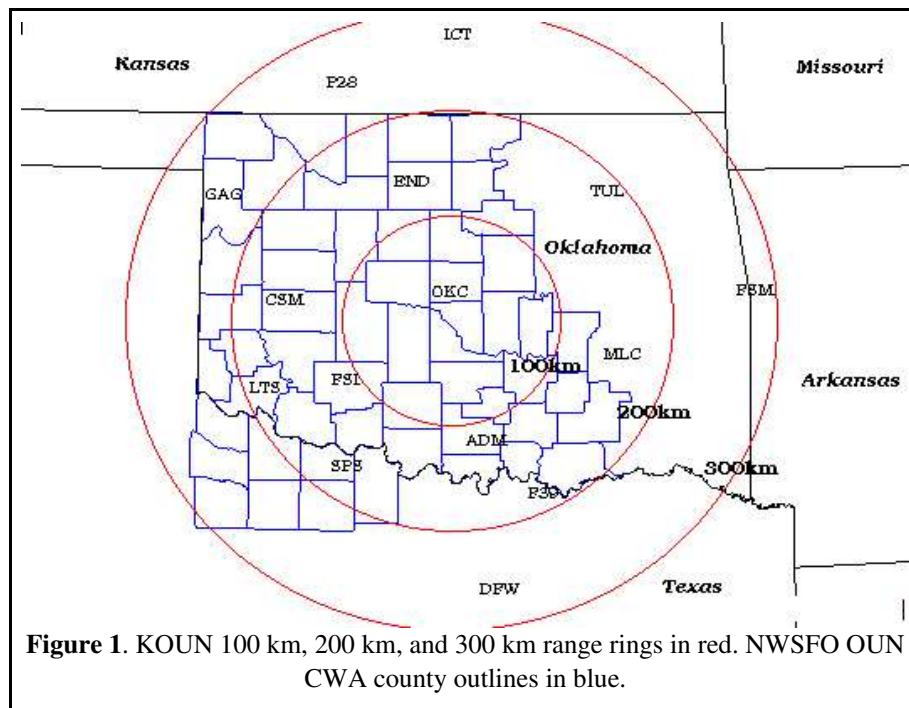 ICT
Kansas
Missouri
P28
END
GAG
TUL
Oklahoma
OKC
CSM
FSM
MLC
100km
FSI
LTS
Arkansas
200km
ADM
SPS
300km
DFW
Texas
Figure 1. KOUN 100 km, 200 km, and 300 km range rings in red. NWSFO OUN
CWA county outlines in blue.